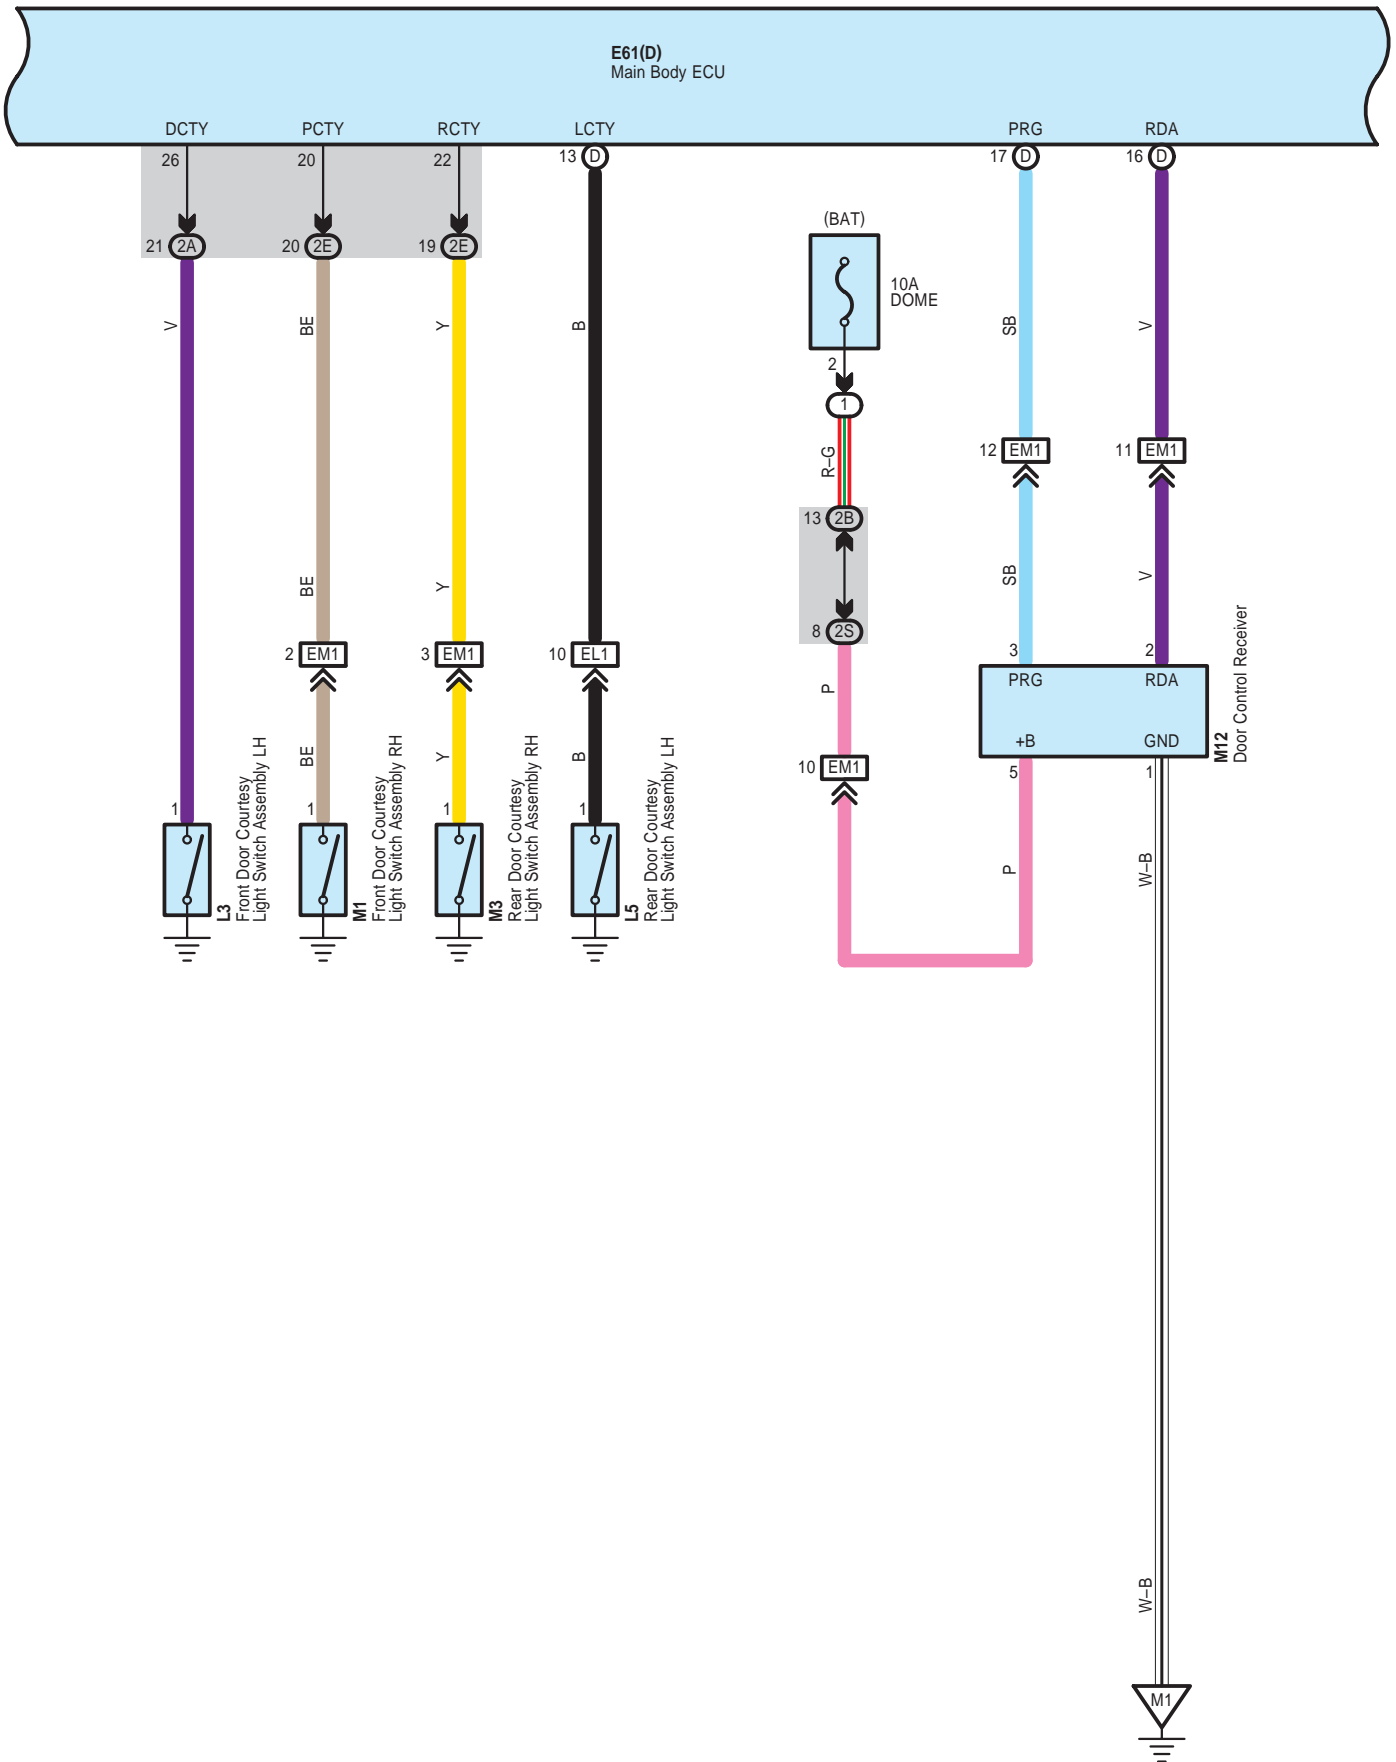 E61(D)
Main Body ECU
DCTY PCTY RCTY LCTY PRG RDA
26 20 22 13 D 17 D 16 D
(BAT)
21 2A 20 2E 19 2E
10A
DOME
V BE Y B SB V
2
1
R–G
12 EM1 11 EM1
13 2B
BE Y SB V
8 2S
2 EM1 3 EM1 10 EL1 3 2
PRG RDA
P
+B GND
M12
Door Control Receiver
BE Y B
10 EM1 5 1
1 1 1 1
L3
Front Door Courtesy
Light Switch Assembly LH
M1
Front Door Courtesy
Light Switch Assembly RH
M3
Rear Door Courtesy
Light Switch Assembly RH
L5
Rear Door Courtesy
Light Switch Assembly LH
P W–B
W–B
M1